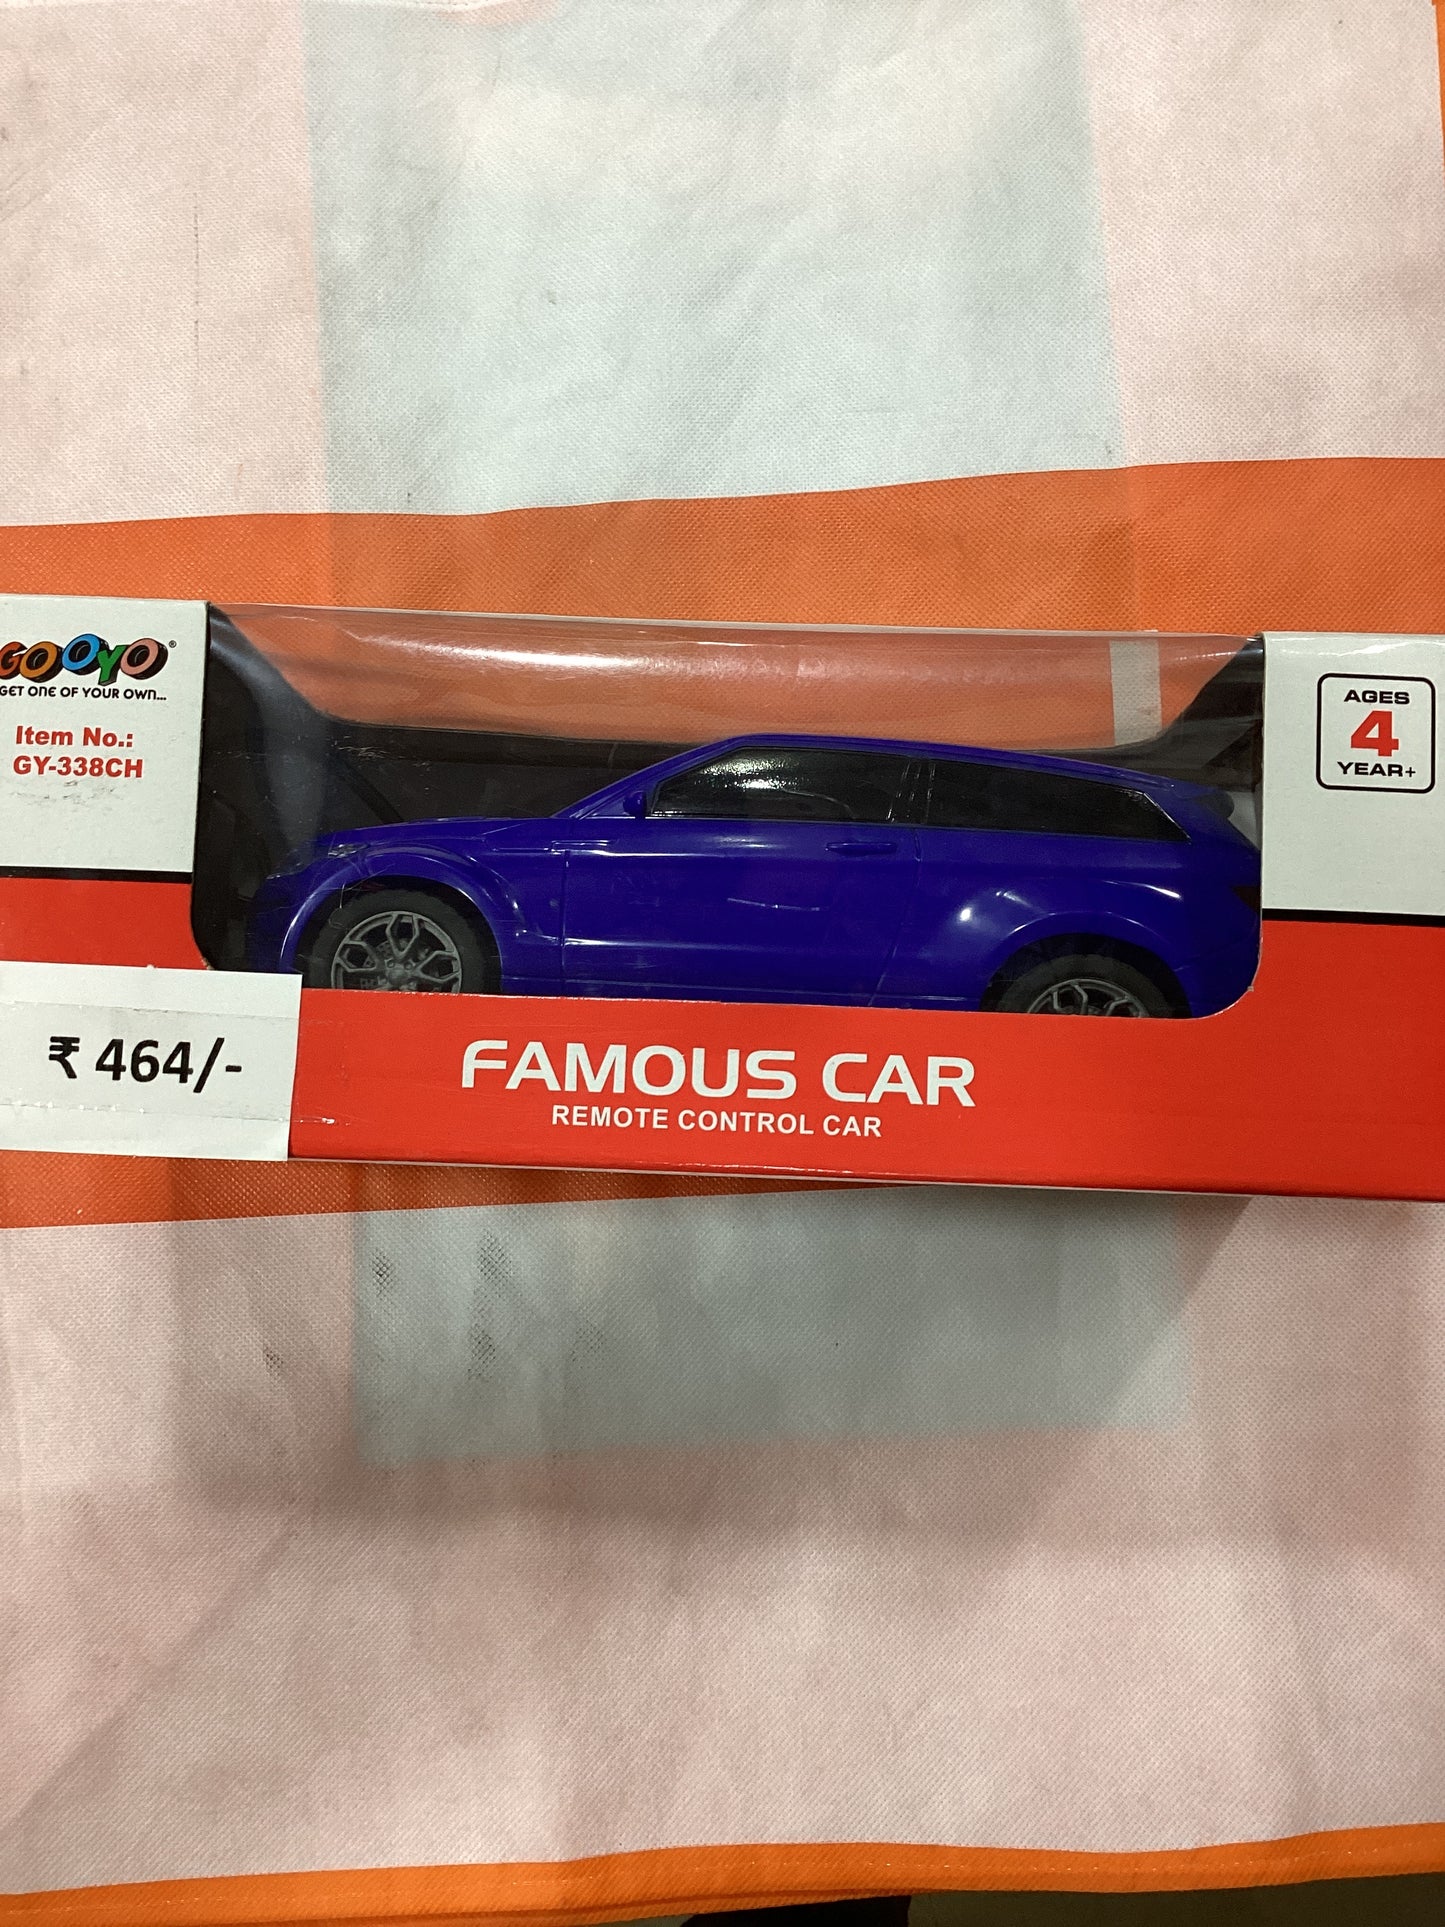 GOOYO®
GET ONE OF YOUR OWN...
Item No.:
GY-338CH
AGES
4
YEAR+
₹ 464/-
FAMOUS CAR
REMOTE CONTROL CAR